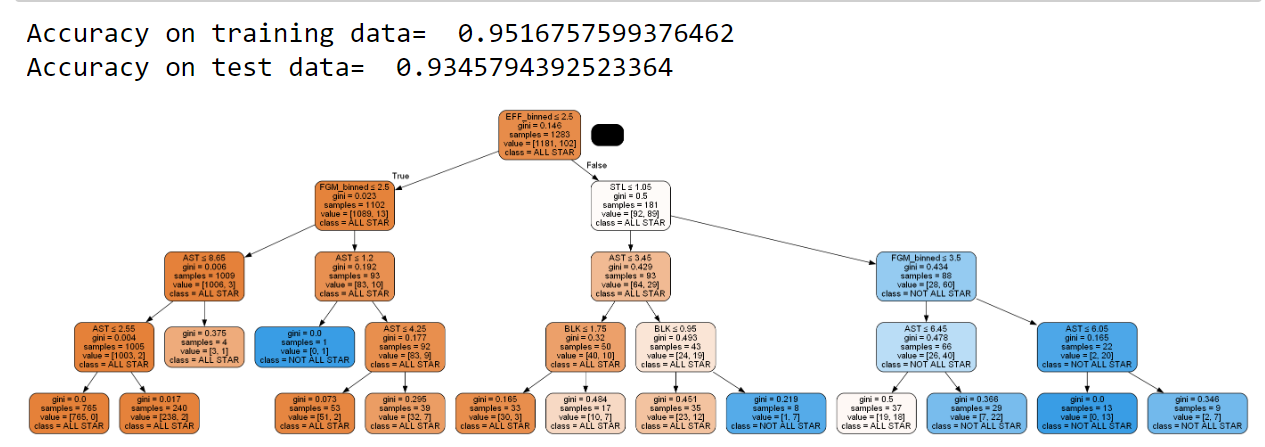 Accuracy on training data=  0.9516757599376462
Accuracy on test data=  0.9345794392523364
EFF_binned ≤ 2.5
gini = 0.146
samples = 1283
value = [1181, 102]
class = ALL STAR
True
False
FGM_binned ≤ 2.5
gini = 0.023
samples = 1102
value = [1089, 13]
class = ALL STAR
STL ≤ 1.05
gini = 0.5
samples = 181
value = [92, 89]
class = ALL STAR
AST ≤ 8.65
gini = 0.006
samples = 1009
value = [1006, 3]
class = ALL STAR
AST ≤ 1.2
gini = 0.192
samples = 93
value = [83, 10]
class = ALL STAR
AST ≤ 3.45
gini = 0.429
samples = 93
value = [64, 29]
class = ALL STAR
FGM_binned ≤ 3.5
gini = 0.434
samples = 88
value = [28, 60]
class = NOT ALL STAR
AST ≤ 2.55
gini = 0.004
samples = 1005
value = [1003, 2]
class = ALL STAR
gini = 0.375
samples = 4
value = [3, 1]
class = ALL STAR
gini = 0.0
samples = 1
value = [0, 1]
class = NOT ALL STAR
AST ≤ 4.25
gini = 0.177
samples = 92
value = [83, 9]
class = ALL STAR
BLK ≤ 1.75
gini = 0.32
samples = 50
value = [40, 10]
class = ALL STAR
BLK ≤ 0.95
gini = 0.493
samples = 43
value = [24, 19]
class = ALL STAR
AST ≤ 6.45
gini = 0.478
samples = 66
value = [26, 40]
class = NOT ALL STAR
AST ≤ 6.05
gini = 0.165
samples = 22
value = [2, 20]
class = NOT ALL STAR
gini = 0.0
samples = 765
value = [765, 0]
class = ALL STAR
gini = 0.017
samples = 240
value = [238, 2]
class = ALL STAR
gini = 0.073
samples = 53
value = [51, 2]
class = ALL STAR
gini = 0.295
samples = 39
value = [32, 7]
class = ALL STAR
gini = 0.165
samples = 33
value = [30, 3]
class = ALL STAR
gini = 0.484
samples = 17
value = [10, 7]
class = ALL STAR
gini = 0.451
samples = 35
value = [23, 12]
class = ALL STAR
gini = 0.219
samples = 8
value = [1, 7]
class = NOT ALL STAR
gini = 0.5
samples = 37
value = [19, 18]
class = ALL STAR
gini = 0.366
samples = 29
value = [7, 22]
class = NOT ALL STAR
gini = 0.0
samples = 13
value = [0, 13]
class = NOT ALL STAR
gini = 0.346
samples = 9
value = [2, 7]
class = NOT ALL STAR